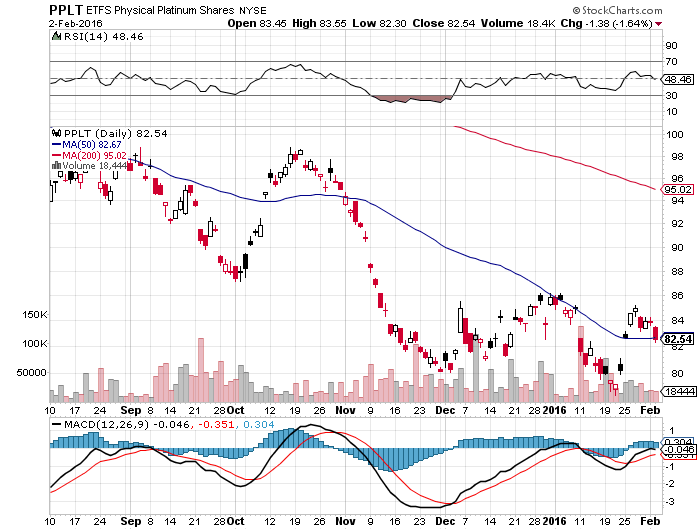 PPLT ETFS Physical Platinum Shares NYSE © StockCharts.com
2-Feb-2016 Open 83.45 High 83.55 Low 82.30 Close 82.54 Volume 18.4K Chg -1.38 (-1.64%)
RSI(14) 48.46
90
70
48.46
30
10
PPLT (Daily) 82.54
MA(50) 82.67
MA(200) 95.02
Volume 18,444
100
98
96
95.02
94
92
90
88
86
150K
84
82.54
100K
82
50000
80
18444
10 17 24 Sep 8 14 21 28 Oct 12 19 26 Nov 9 16 23 Dec 7 14 21 28 2016 11 19 25 Feb
MACD(12,26,9) -0.046, -0.351, 0.304
1
0.304
-0.046
-1
-2
-3
10 17 24 Sep 8 14 21 28 Oct 12 19 26 Nov 9 16 23 Dec 7 14 21 28 2016 11 19 25 Feb